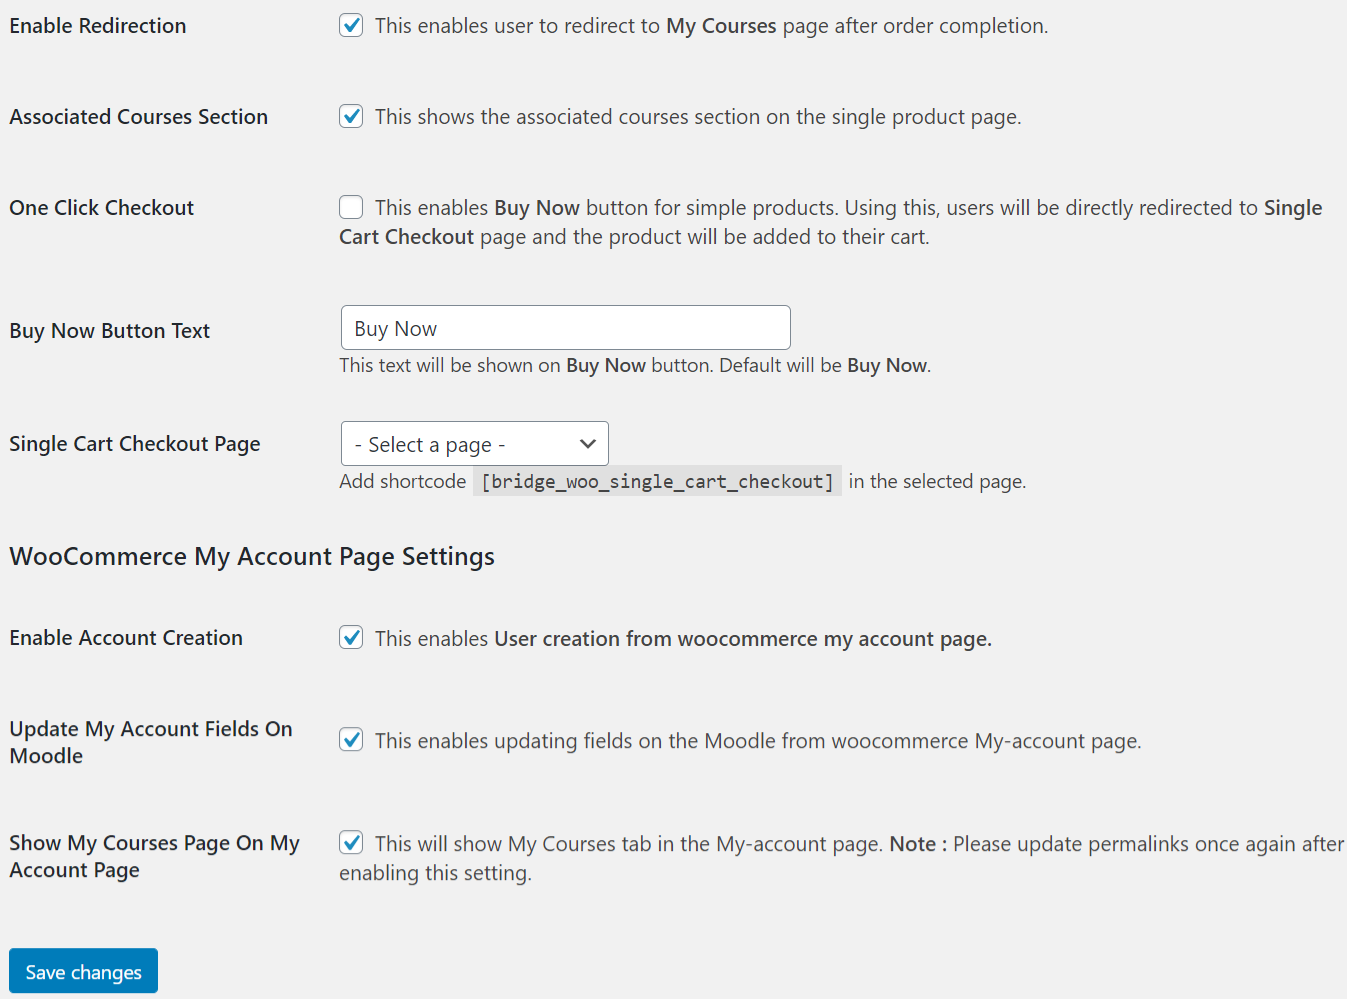 Enable Redirection
This enables user to redirect to My Courses page after order completion.
Associated Courses Section
This shows the associated courses section on the single product page.
One Click Checkout
This enables Buy Now button for simple products. Using this, users will be directly redirected to Single
Cart Checkout page and the product will be added to their cart.
Buy Now Button Text
Buy Now
This text will be shown on Buy Now button. Default will be Buy Now.
Single Cart Checkout Page
- Select a page -
Add shortcode [bridge_woo_single_cart_checkout] in the selected page.
WooCommerce My Account Page Settings
Enable Account Creation
This enables User creation from woocommerce my account page.
Update My Account Fields On
Moodle
This enables updating fields on the Moodle from woocommerce My-account page.
Show My Courses Page On My
Account Page
This will show My Courses tab in the My-account page. Note : Please update permalinks once again after
enabling this setting.
Save changes